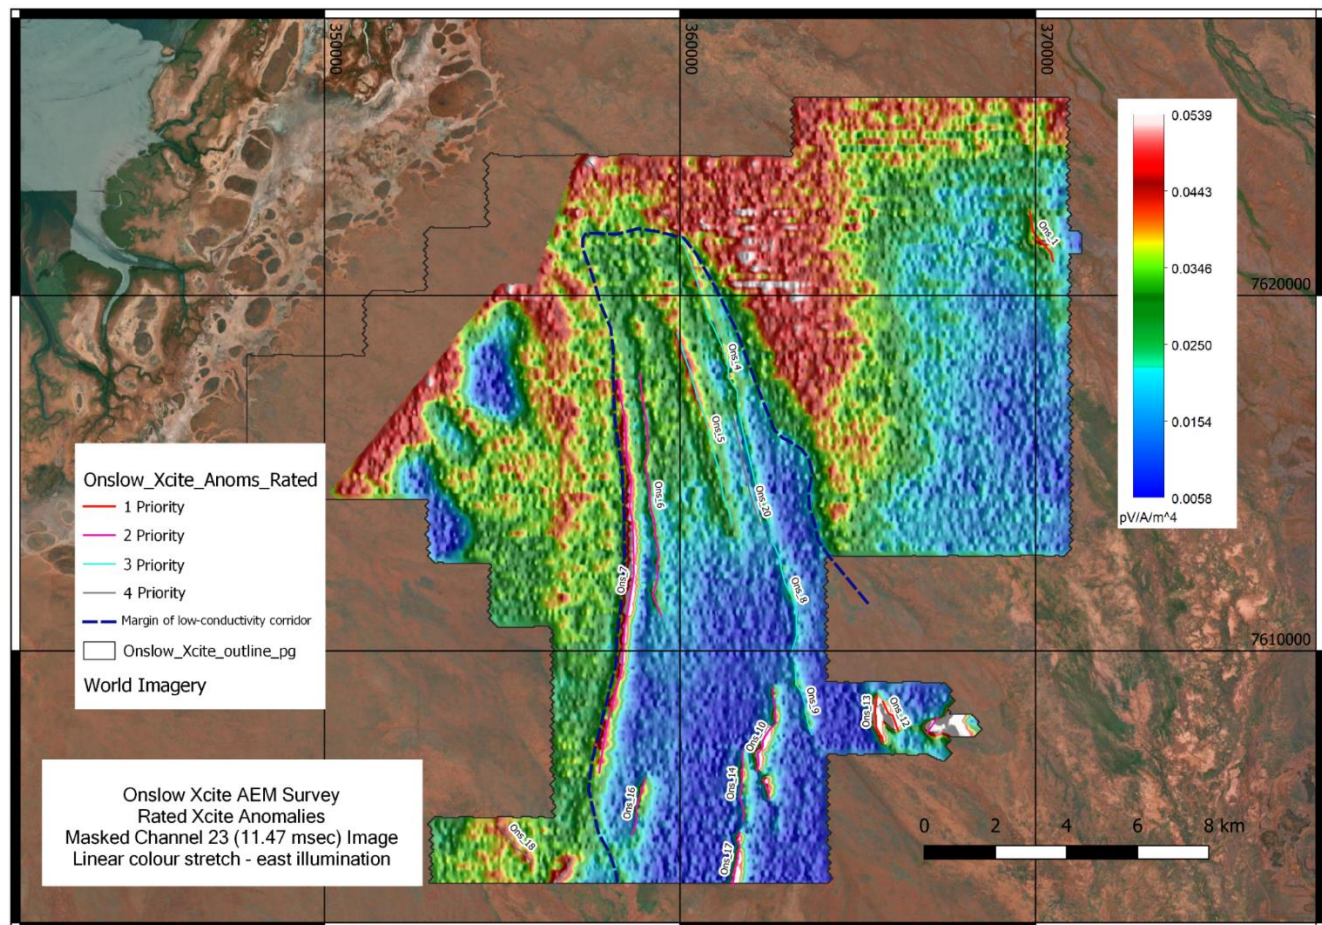 350000
360000
370000
0.0539
0.0443
0.0346
0.0250
0.0154
0.0058
pV/A/m^4
7620000
7610000
Ons_1
Ons_4
Ons_5
Ons_6
Ons_20
Ons_7
Ons_8
Ons_9
Ons_13
Ons_12
Ons_10
Ons_14
Ons_16
Ons_17
Ons_18
Onslow_Xcite_Anoms_Rated
1 Priority
2 Priority
3 Priority
4 Priority
Margin of low-conductivity corridor
Onslow_Xcite_outline_pg
World Imagery
Onslow Xcite AEM Survey
Rated Xcite Anomalies
Masked Channel 23 (11.47 msec) Image
Linear colour stretch - east illumination
0 2 4 6 8 km